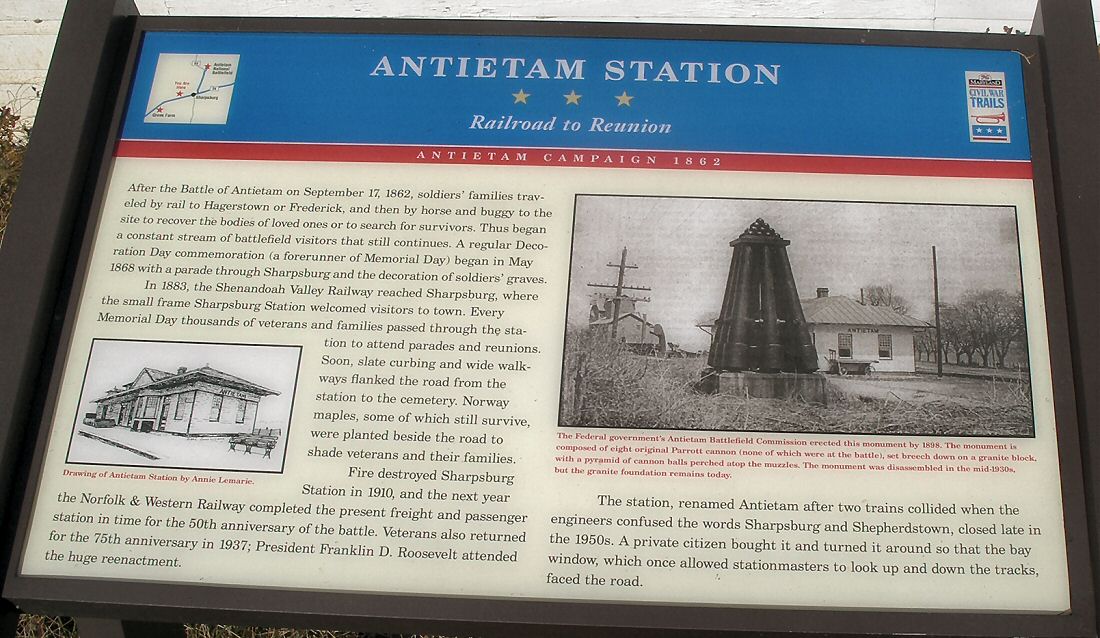 ANTIETAM STATION
Railroad to Reunion
ANTIETAM CAMPAIGN 1862
Antietam
National
Battlefield
You Are
Here
Sharpsburg
Grove Farm
MARYLAND
CIVIL WAR
TRAILS
After the Battle of Antietam on September 17, 1862, soldiers' families trav-
eled by rail to Hagerstown or Frederick, and then by horse and buggy to the
site to recover the bodies of loved ones or to search for survivors. Thus began
a constant stream of battlefield visitors that still continues. A regular Deco-
ration Day commemoration (a forerunner of Memorial Day) began in May
1868 with a parade through Sharpsburg and the decoration of soldiers' graves.
In 1883, the Shenandoah Valley Railway reached Sharpsburg, where
the small frame Sharpsburg Station welcomed visitors to town. Every
Memorial Day thousands of veterans and families passed through the sta-
tion to attend parades and reunions.
Soon, slate curbing and wide walk-
ways flanked the road from the
station to the cemetery. Norway
maples, some of which still survive,
were planted beside the road to
shade veterans and their families.
Fire destroyed Sharpsburg
Station in 1910, and the next year
the Norfolk & Western Railway completed the present freight and passenger
station in time for the 50th anniversary of the battle. Veterans also returned
for the 75th anniversary in 1937; President Franklin D. Roosevelt attended
the huge reenactment.
ANTIETAM
Drawing of Antietam Station by Annie Lemarie.
ANTIETAM
The Federal government's Antietam Battlefield Commission erected this monument by 1898. The monument is
composed of eight original Parrott cannon (none of which were at the battle), set breech down on a granite block,
with a pyramid of cannon balls perched atop the muzzles. The monument was disassembled in the mid-1930s,
but the granite foundation remains today.
The station, renamed Antietam after two trains collided when the
engineers confused the words Sharpsburg and Shepherdstown, closed late in
the 1950s. A private citizen bought it and turned it around so that the bay
window, which once allowed stationmasters to look up and down the tracks,
faced the road.